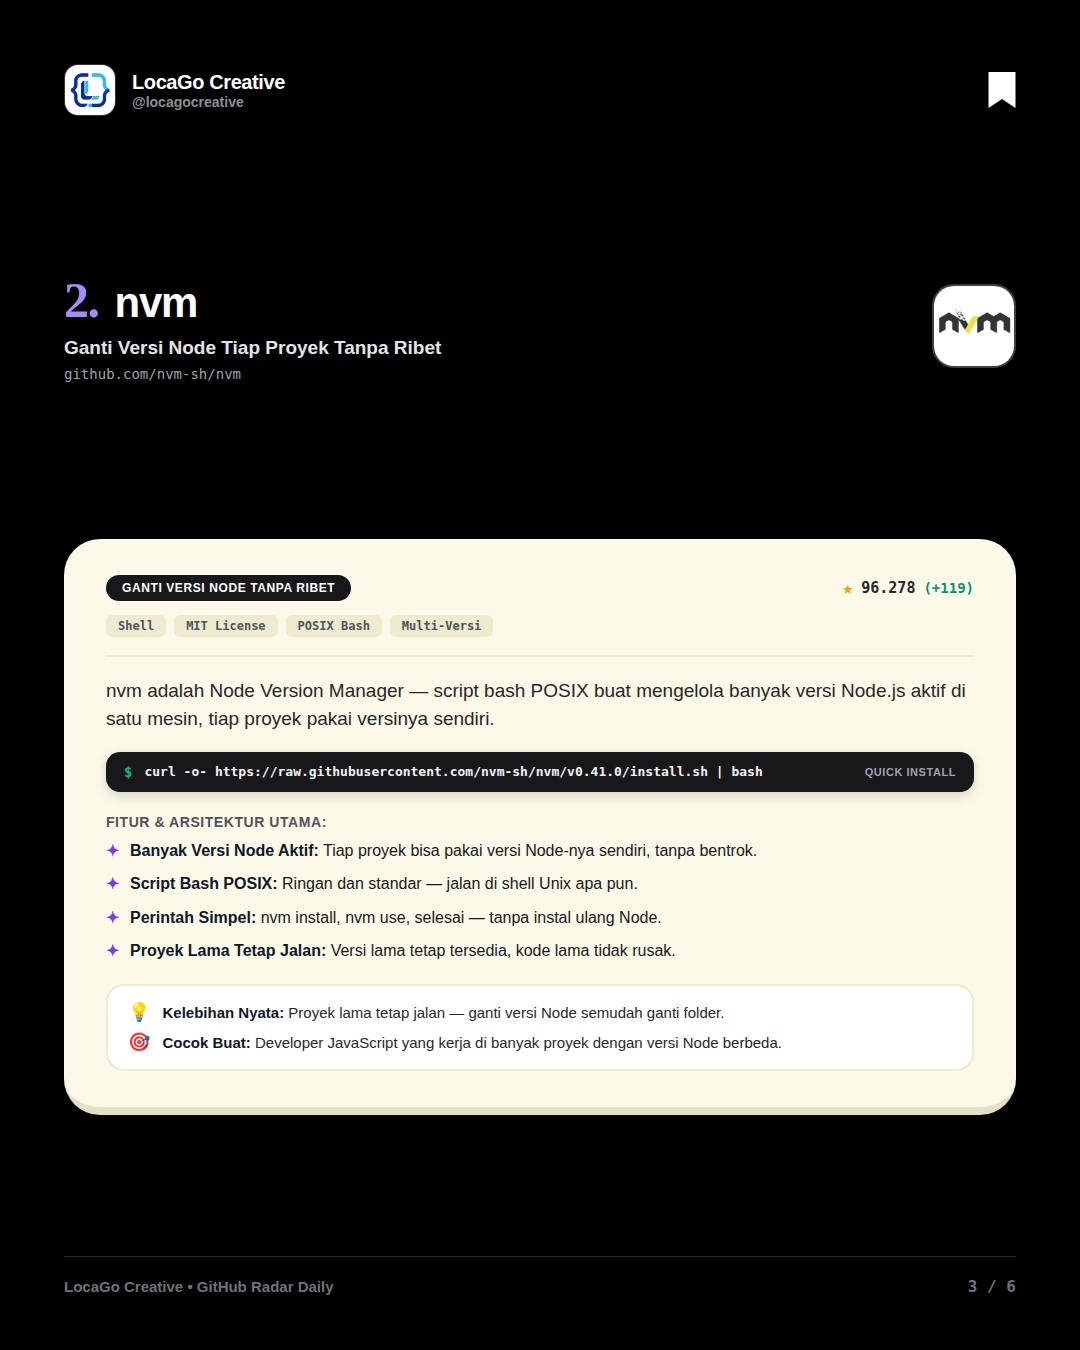 LocaGo Creative
@locagocreative
2. nvm
Ganti Versi Node Tiap Proyek Tanpa Ribet
github.com/nvm-sh/nvm
nvm
GANTI VERSI NODE TANPA RIBET
★ 96.278 (+119)
Shell MIT License POSIX Bash Multi-Versi
nvm adalah Node Version Manager — script bash POSIX buat mengelola banyak versi Node.js aktif di
satu mesin, tiap proyek pakai versinya sendiri.
$ curl -o- https://raw.githubusercontent.com/nvm-sh/nvm/v0.41.0/install.sh | bash QUICK INSTALL
FITUR & ARSITEKTUR UTAMA:
✦ Banyak Versi Node Aktif: Tiap proyek bisa pakai versi Node-nya sendiri, tanpa bentrok.
✦ Script Bash POSIX: Ringan dan standar — jalan di shell Unix apa pun.
✦ Perintah Simpel: nvm install, nvm use, selesai — tanpa instal ulang Node.
✦ Proyek Lama Tetap Jalan: Versi lama tetap tersedia, kode lama tidak rusak.
💡 Kelebihan Nyata: Proyek lama tetap jalan — ganti versi Node semudah ganti folder.
🎯 Cocok Buat: Developer JavaScript yang kerja di banyak proyek dengan versi Node berbeda.
LocaGo Creative • GitHub Radar Daily
3 / 6